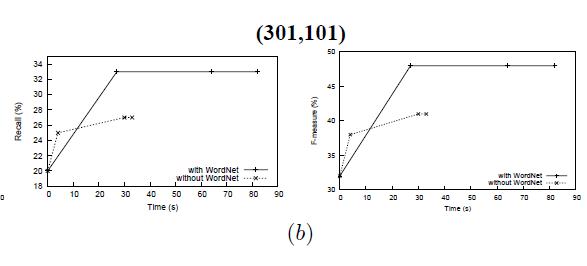 (301,101)
Recall (%)
34
32
30
28
26
24
22
20
18
with WordNet
without WordNet
0 10 20 30 40 50 60 70 80 90
Time (s)
F-measure (%)
50
45
40
35
30
with WordNet
without WordNet
0 10 20 30 40 50 60 70 80 90
Time (s)
0
(b)